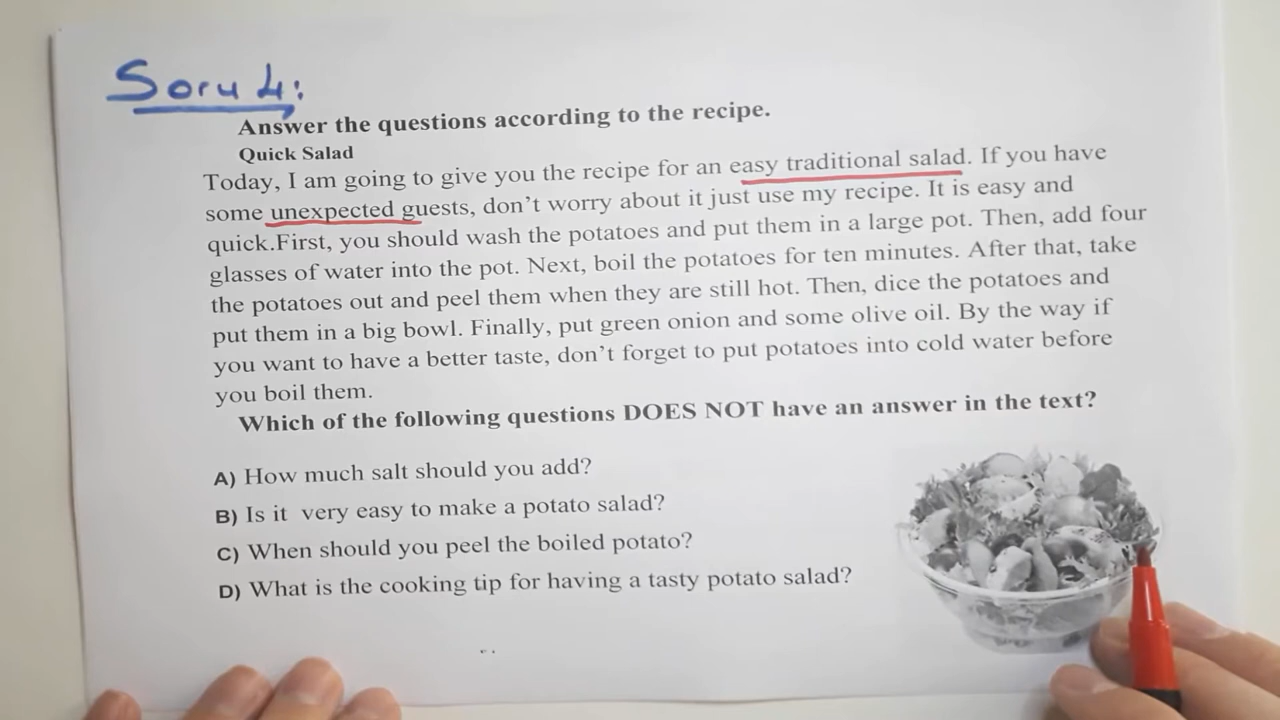 Soru 4:
Answer the questions according to the recipe.
Quick Salad
Today, I am going to give you the recipe for an easy traditional salad. If you have
some unexpected guests, don't worry about it just use my recipe. It is easy and
quick.First, you should wash the potatoes and put them in a large pot. Then, add four
glasses of water into the pot. Next, boil the potatoes for ten minutes. After that, take
the potatoes out and peel them when they are still hot. Then, dice the potatoes and
put them in a big bowl. Finally, put green onion and some olive oil. By the way if
you want to have a better taste, don't forget to put potatoes into cold water before
you boil them.
Which of the following questions DOES NOT have an answer in the text?
A) How much salt should you add?
B) Is it very easy to make a potato salad?
C) When should you peel the boiled potato?
D) What is the cooking tip for having a tasty potato salad?